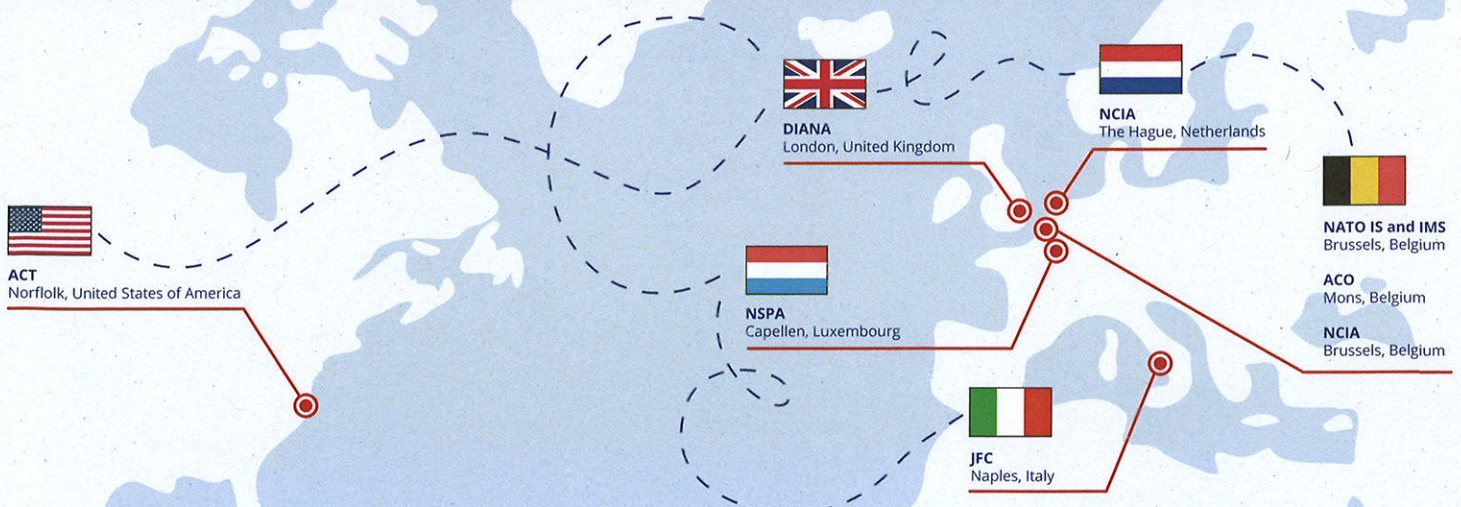 ACT
Norflolk, United States of America
DIANA
London, United Kingdom
NSPA
Capellen, Luxembourg
JFC
Naples, Italy
NCIA
The Hague, Netherlands
NATO IS and IMS
Brussels, Belgium
ACO
Mons, Belgium
NCIA
Brussels, Belgium